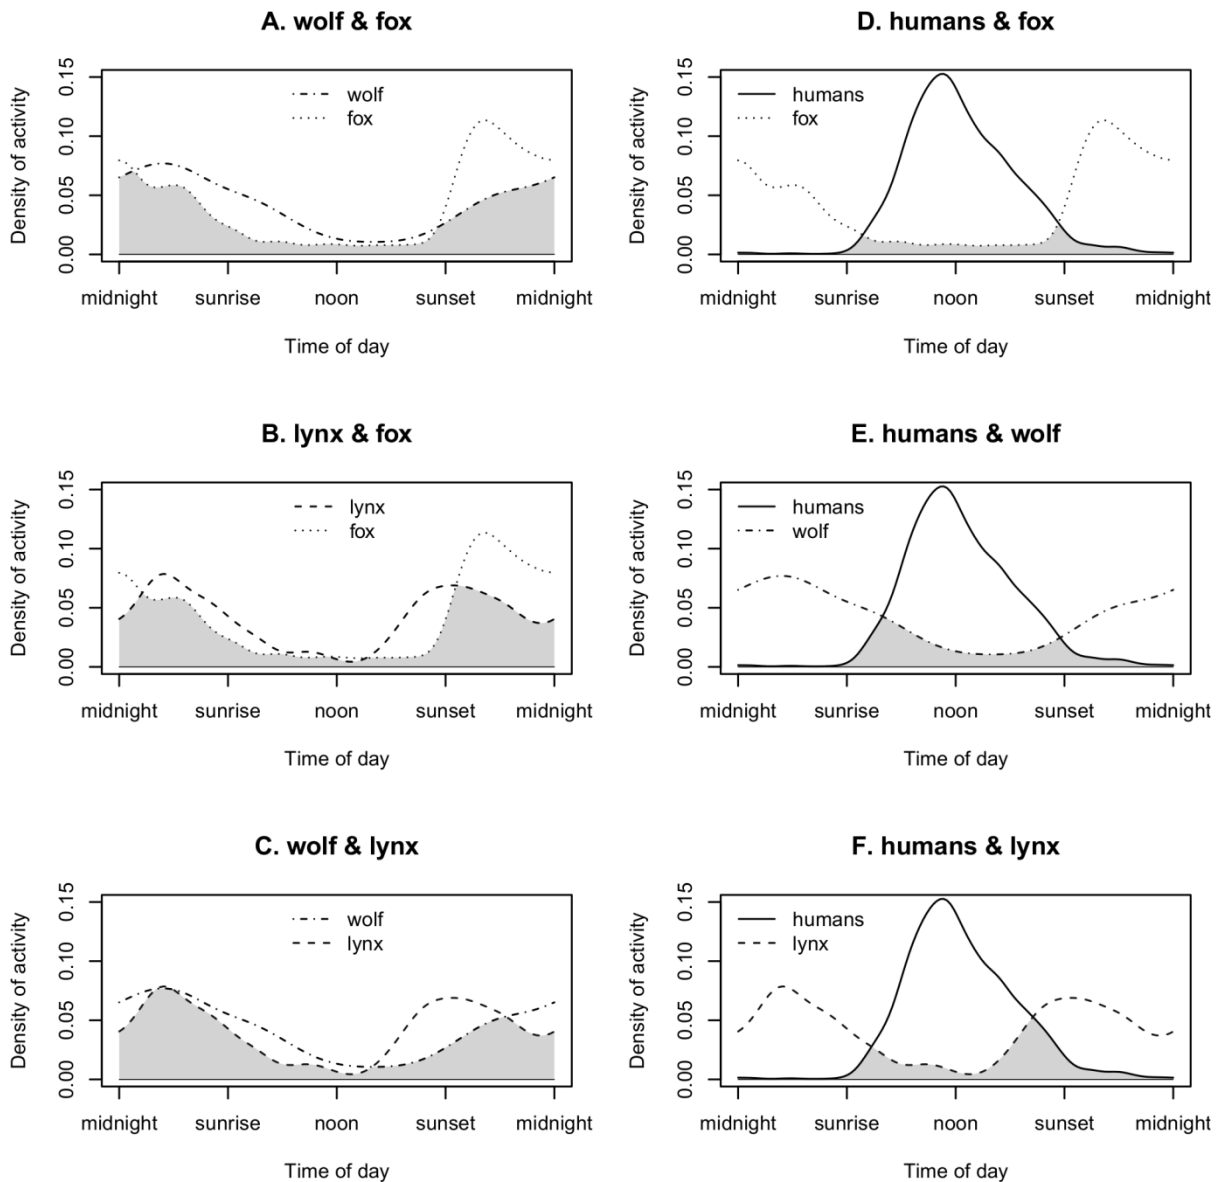 A. wolf & fox
Density of activity
0.15
0.10
0.05
0.00
wolf
fox
midnight sunrise noon sunset midnight
Time of day
D. humans & fox
Density of activity
0.15
0.10
0.05
0.00
humans
fox
midnight sunrise noon sunset midnight
Time of day
B. lynx & fox
Density of activity
0.15
0.10
0.05
0.00
lynx
fox
midnight sunrise noon sunset midnight
Time of day
E. humans & wolf
Density of activity
0.15
0.10
0.05
0.00
humans
wolf
midnight sunrise noon sunset midnight
Time of day
C. wolf & lynx
Density of activity
0.15
0.10
0.05
0.00
wolf
lynx
midnight sunrise noon sunset midnight
Time of day
F. humans & lynx
Density of activity
0.15
0.10
0.05
0.00
humans
lynx
midnight sunrise noon sunset midnight
Time of day